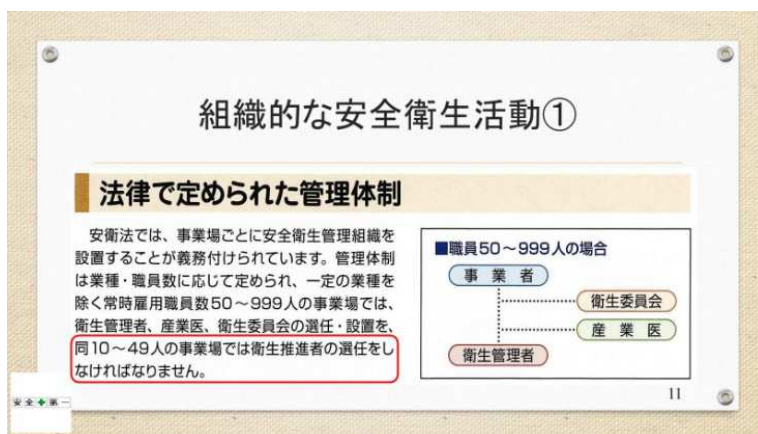 組織的な安全衛生活動①
法律で定められた管理体制
安衛法では、事業場ごとに安全衛生管理組織を
設置することが義務付けられています。管理体制
は業種・職員数に応じて定められ、一定の業種を
除く常時雇用職員数50～999人の事業場では、
衛生管理者、産業医、衛生委員会の選任・設置を、
同10～49人の事業場では衛生推進者の選任をし
なければなりません。
■職員50～999人の場合
事業者
衛生委員会
産業医
衛生管理者
11
安全✚第一